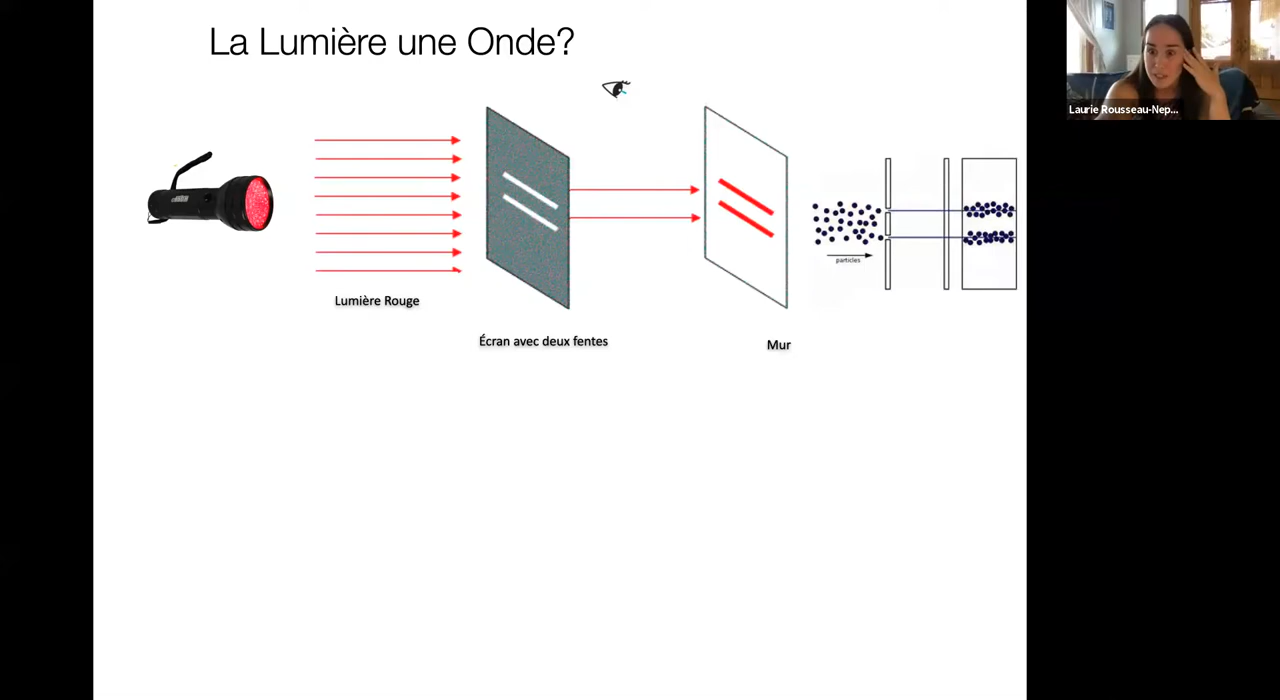 La Lumière une Onde?
Laurie Rousseau-Nep...
particles
Lumière Rouge
Écran avec deux fentes
Mur